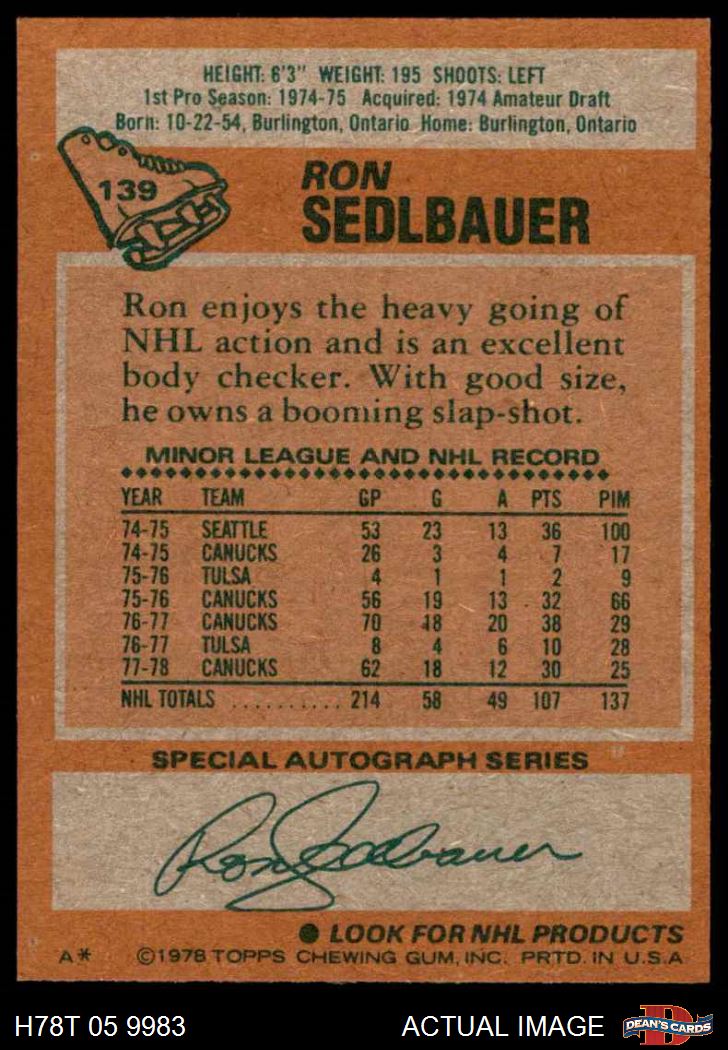 HEIGHT: 6'3" WEIGHT: 195 SHOOTS: LEFT
1st Pro Season: 1974-75 Acquired: 1974 Amateur Draft
Born: 10-22-54, Burlington, Ontario Home: Burlington, Ontario
139
RON
SEDLBAUER
Ron enjoys the heavy going of
NHL action and is an excellent
body checker. With good size,
he owns a booming slap-shot.
MINOR LEAGUE AND NHL RECORD
YEAR TEAM GP G A PTS PIM
74-75 SEATTLE 53 23 13 36 100
74-75 CANUCKS 26 3 4 7 17
75-76 TULSA 4 1 1 2 9
75-76 CANUCKS 56 19 13 32 66
76-77 CANUCKS 70 18 20 38 29
76-77 TULSA 8 4 6 10 28
77-78 CANUCKS 62 18 12 30 25
NHL TOTALS .......... 214 58 49 107 137
SPECIAL AUTOGRAPH SERIES
Ron Sedlbauer
● LOOK FOR NHL PRODUCTS
A* ©1978 TOPPS CHEWING GUM, INC. PRTD. IN U.S.A
H78T 05 9983 ACTUAL IMAGE D DEAN'S CARDS